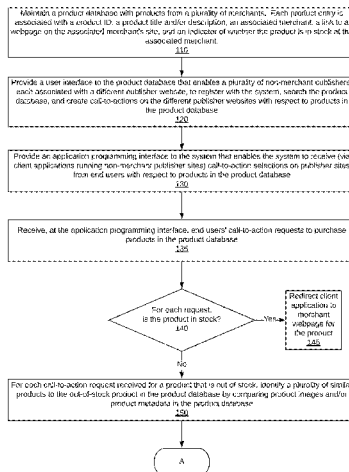 Maintain a product database with products from a plurality of merchants. Each product entry is
associated with a product ID, a product title and/or description, an associated merchant, a link to a
webpage on the associated merchant's site, and an indicator of whether the product is in stock at the
associated merchant.
110
Provide a user interface to the product database that enables a plurality of non-merchant publishers,
each associated with a different publisher website, to register with the system, search the product
database, and create call-to-actions on the different publisher websites with respect to products in
the product database
120
Provide an application programming interface to the system that enables the system to receive (via
client applications running non-merchant publisher sites) call-to-action selections on publisher sites
from end users with respect to products in the product database
130
Receive, at the application programming interface, end users' call-to-action requests to purchase
products in the product database
135
For each request,
is the product in stock?
140
Yes
Redirect client
application to
merchant
webpage for
the product
145
No
For each call-to-action request received for a product that is out of stock, identify a plurality of similar
products to the out-of-stock product in the product database by comparing product images and/or
product metadata in the product database
150
A